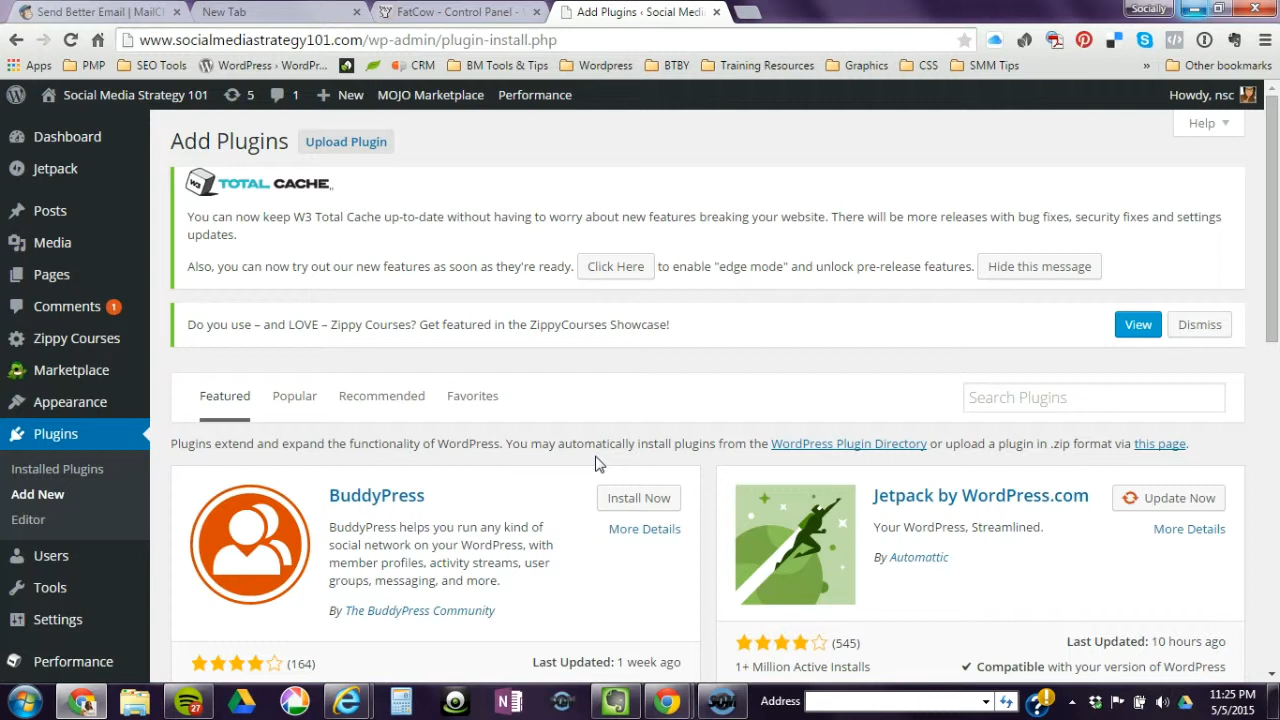 Send Better Email | MailC
New Tab
FatCow - Control Panel - W
Add Plugins ‹ Social Medi
Socially
www.socialmediastrategy101.com/wp-admin/plugin-install.php
Apps
PMP
SEO Tools
WordPress › WordPr...
CRM
BM Tools & Tips
Wordpress
BTBY
Training Resources
Graphics
CSS
SMM Tips
»
Other bookmarks
Social Media Strategy 101
5
1
New
MOJO Marketplace
Performance
Howdy, nsc
Dashboard
Jetpack
Posts
Media
Pages
Comments 1
Zippy Courses
Marketplace
Appearance
Plugins
Installed Plugins
Add New
Editor
Users
Tools
Settings
Performance
Help
Add Plugins
Upload Plugin
W3 TOTAL CACHE
You can now keep W3 Total Cache up-to-date without having to worry about new features breaking your website. There will be more releases with bug fixes, security fixes and settings
updates.
Also, you can now try out our new features as soon as they're ready. Click Here to enable "edge mode" and unlock pre-release features. Hide this message
Do you use – and LOVE – Zippy Courses? Get featured in the ZippyCourses Showcase!
View
Dismiss
Featured
Popular
Recommended
Favorites
Search Plugins
Plugins extend and expand the functionality of WordPress. You may automatically install plugins from the WordPress Plugin Directory or upload a plugin in .zip format via this page.
BuddyPress
Install Now
More Details
BuddyPress helps you run any kind of
social network on your WordPress, with
member profiles, activity streams, user
groups, messaging, and more.
By The BuddyPress Community
(164)
Last Updated: 1 week ago
Jetpack by WordPress.com
Update Now
More Details
Your WordPress, Streamlined.
By Automattic
(545)
Last Updated: 10 hours ago
1+ Million Active Installs
✔ Compatible with your version of WordPress
27
Address
11:25 PM
5/5/2015